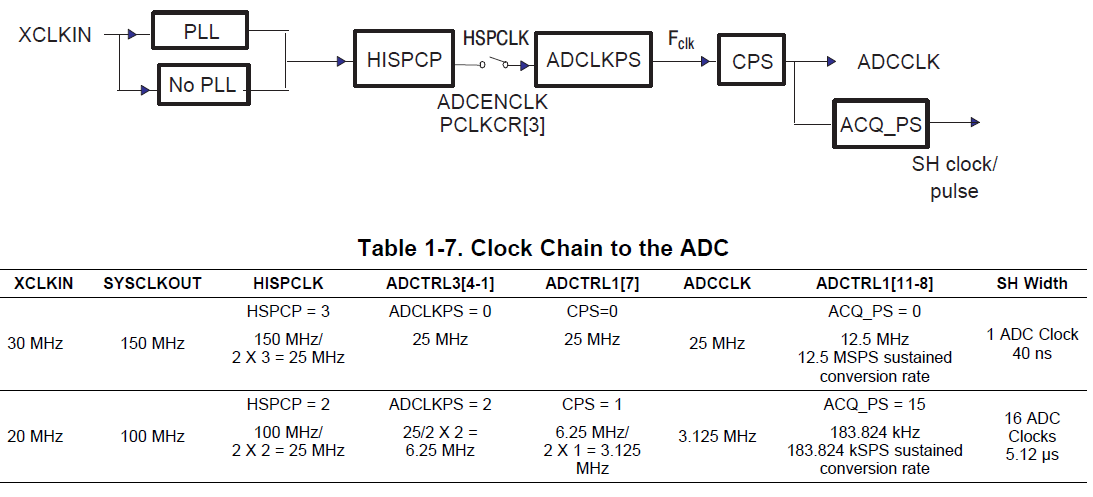 XCLKIN
PLL
No PLL
HISPCP
HSPCLK
ADCENCLK
PCLKCR[3]
ADCLKPS
Fclk
CPS
ADCCLK
ACQ_PS
SH clock/
pulse
Table 1-7. Clock Chain to the ADC
XCLKIN SYSCLKOUT HISPCLK ADCTRL3[4-1] ADCTRL1[7] ADCCLK ADCTRL1[11-8] SH Width
HSPCP = 3 ADCLKPS = 0 CPS=0 ACQ_PS = 0
30 MHz 150 MHz 150 MHz/ 25 MHz 25 MHz 25 MHz 12.5 MHz 1 ADC Clock
2 X 3 = 25 MHz 12.5 MSPS sustained 40 ns
conversion rate
HSPCP = 2 ADCLKPS = 2 CPS = 1 ACQ_PS = 15
20 MHz 100 MHz 100 MHz/ 25/2 X 2 = 6.25 MHz/ 3.125 MHz 183.824 kHz 16 ADC
2 X 2 = 25 MHz 6.25 MHz 2 X 1 = 3.125 183.824 kSPS sustained Clocks
MHz conversion rate 5.12 µs